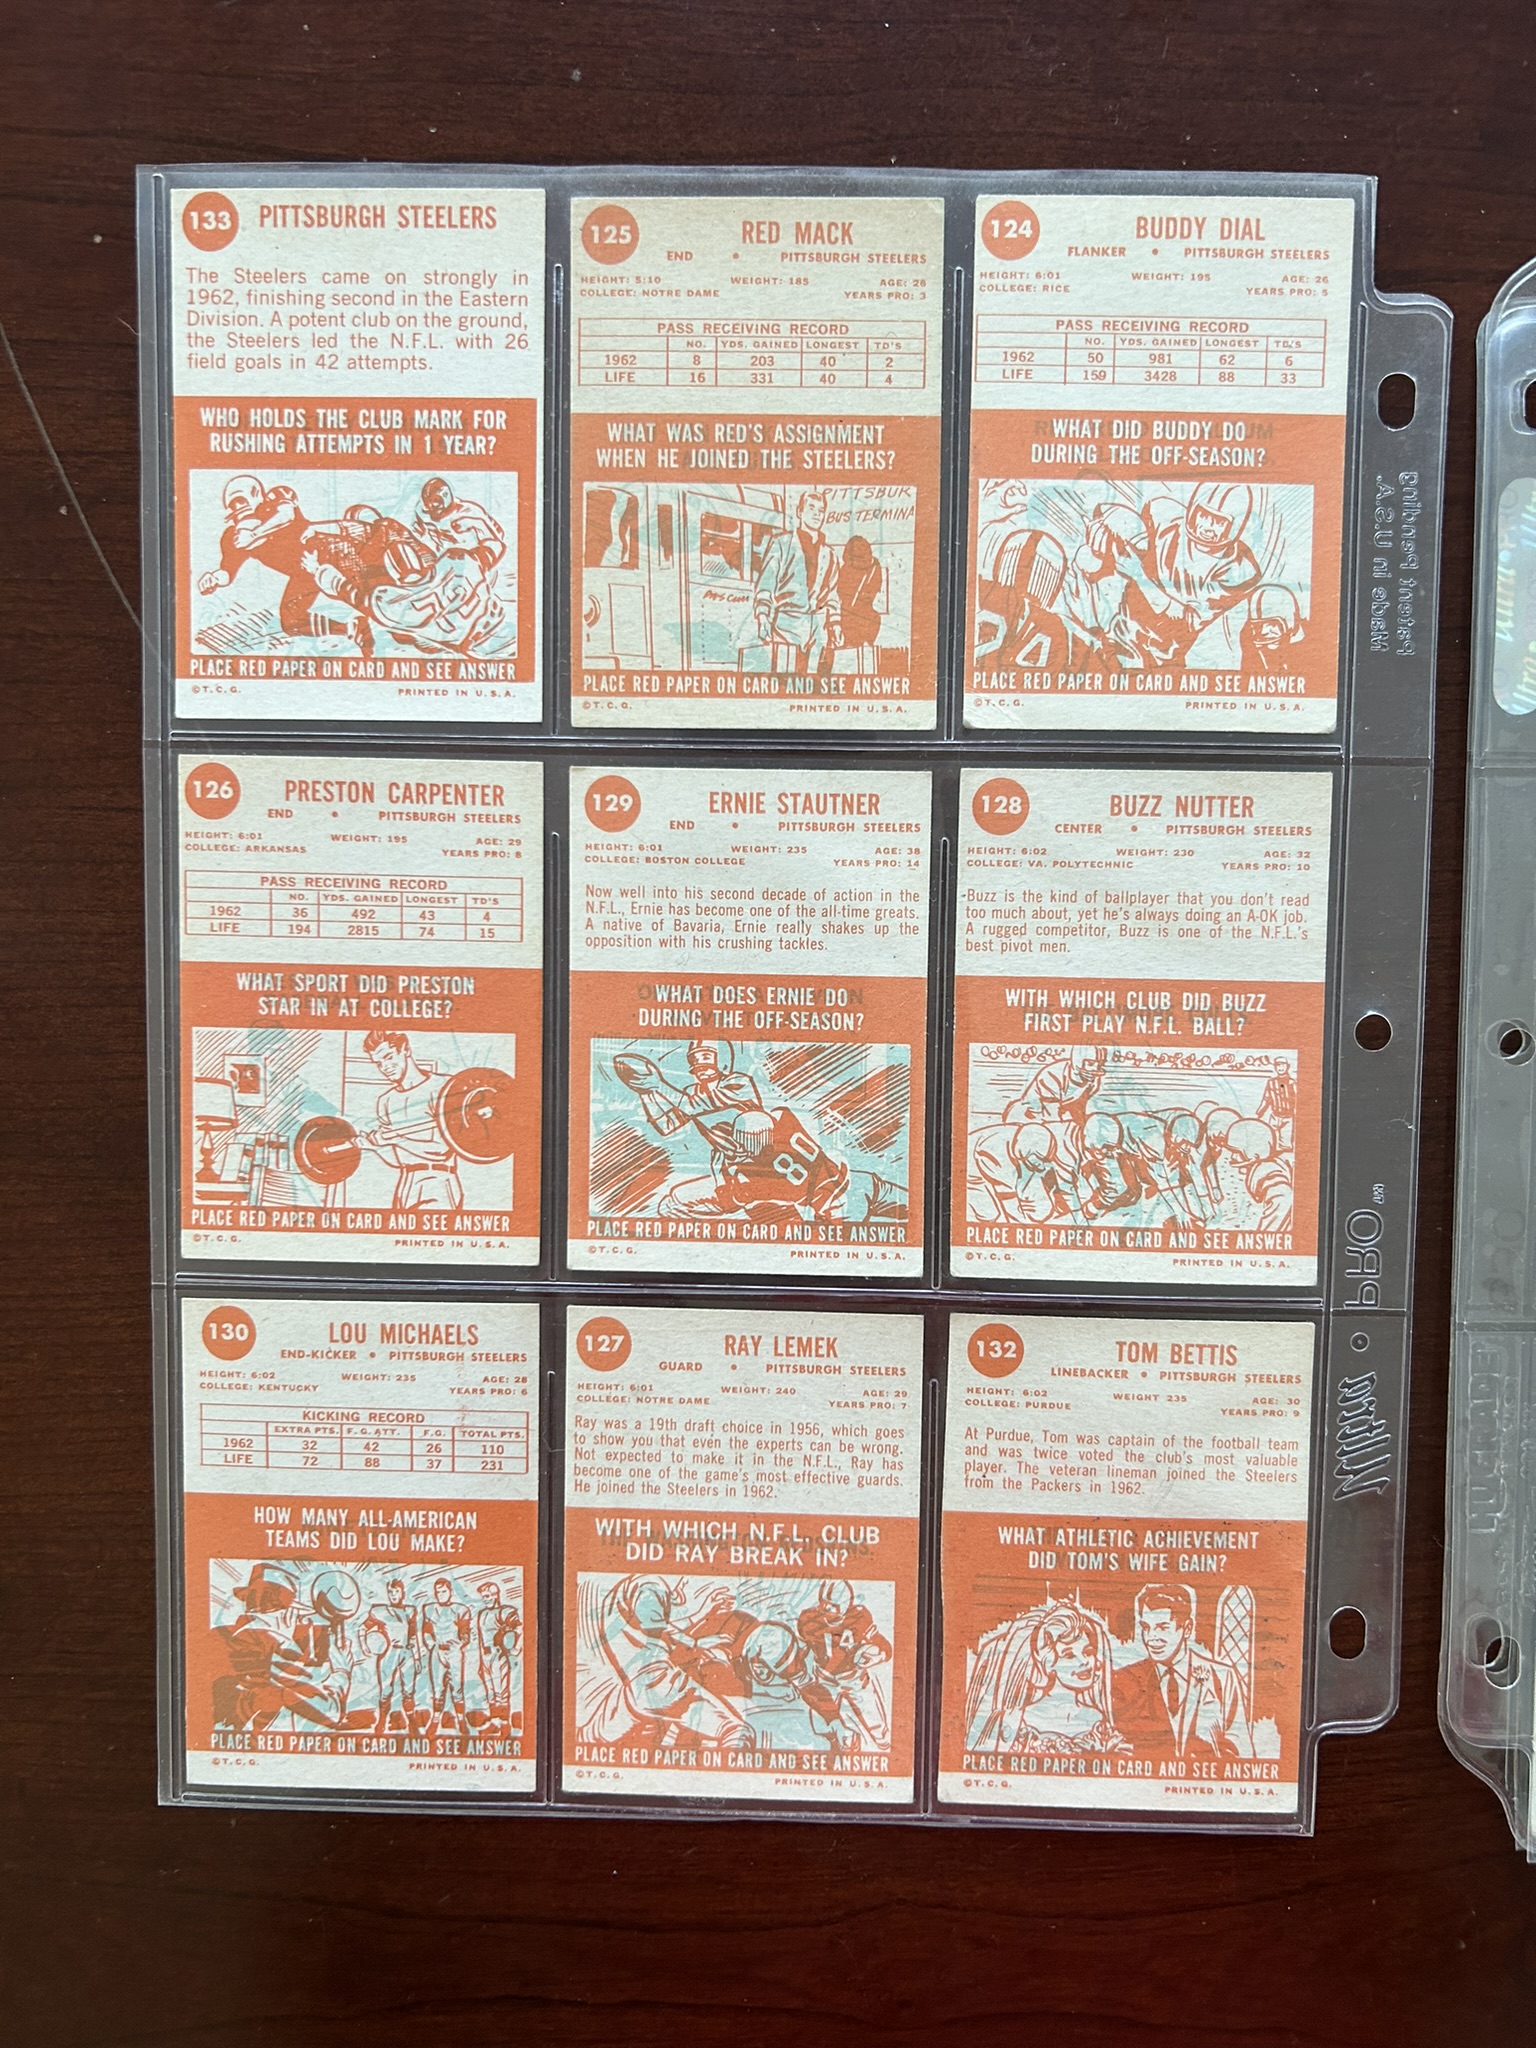 133
PITTSBURGH STEELERS
The Steelers came on strongly in
1962, finishing second in the Eastern
Division. A potent club on the ground,
the Steelers led the N.F.L. with 26
field goals in 42 attempts.
WHO HOLDS THE CLUB MARK FOR
RUSHING ATTEMPTS IN 1 YEAR?
PLACE RED PAPER ON CARD AND SEE ANSWER
©T.C.G. PRINTED IN U.S.A.
125
RED MACK
END • PITTSBURGH STEELERS
HEIGHT: 5:10 WEIGHT: 185 AGE: 26
COLLEGE: NOTRE DAME YEARS PRO: 3
PASS RECEIVING RECORD
NO. YDS. GAINED LONGEST TD'S
1962 8 203 40 2
LIFE 16 331 40 4
WHAT WAS RED'S ASSIGNMENT
WHEN HE JOINED THE STEELERS?
PITTSBUR
BUS TERMINA
PLACE RED PAPER ON CARD AND SEE ANSWER
©T.C.G. PRINTED IN U.S.A.
124
BUDDY DIAL
FLANKER • PITTSBURGH STEELERS
HEIGHT: 6:01 WEIGHT: 195 AGE: 26
COLLEGE: RICE YEARS PRO: 5
PASS RECEIVING RECORD
NO. YDS. GAINED LONGEST TD'S
1962 50 981 62 6
LIFE 159 3428 88 33
WHAT DID BUDDY DO
DURING THE OFF-SEASON?
PLACE RED PAPER ON CARD AND SEE ANSWER
©T.C.G. PRINTED IN U.S.A.
126
PRESTON CARPENTER
END • PITTSBURGH STEELERS
HEIGHT: 6:01 WEIGHT: 195 AGE: 29
COLLEGE: ARKANSAS YEARS PRO: 8
PASS RECEIVING RECORD
NO. YDS. GAINED LONGEST TD'S
1962 36 492 43 4
LIFE 194 2815 74 15
WHAT SPORT DID PRESTON
STAR IN AT COLLEGE?
PLACE RED PAPER ON CARD AND SEE ANSWER
©T.C.G. PRINTED IN U.S.A.
129
ERNIE STAUTNER
END • PITTSBURGH STEELERS
HEIGHT: 6:01 WEIGHT: 235 AGE: 38
COLLEGE: BOSTON COLLEGE YEARS PRO: 14
Now well into his second decade of action in the
N.F.L., Ernie has become one of the all-time greats.
A native of Bavaria, Ernie really shakes up the
opposition with his crushing tackles.
WHAT DOES ERNIE DO
DURING THE OFF-SEASON?
80
PLACE RED PAPER ON CARD AND SEE ANSWER
©T.C.G. PRINTED IN U.S.A.
128
BUZZ NUTTER
CENTER • PITTSBURGH STEELERS
HEIGHT: 6:02 WEIGHT: 230 AGE: 32
COLLEGE: VA. POLYTECHNIC YEARS PRO: 10
Buzz is the kind of ballplayer that you don't read
too much about, yet he's always doing an A-OK job.
A rugged competitor, Buzz is one of the N.F.L.'s
best pivot men.
WITH WHICH CLUB DID BUZZ
FIRST PLAY N.F.L. BALL?
PLACE RED PAPER ON CARD AND SEE ANSWER
©T.C.G. PRINTED IN U.S.A.
130
LOU MICHAELS
END-KICKER • PITTSBURGH STEELERS
HEIGHT: 6:02 WEIGHT: 235 AGE: 28
COLLEGE: KENTUCKY YEARS PRO: 6
KICKING RECORD
EXTRA PTS. F.G. ATT. F.G. TOTAL PTS.
1962 32 42 26 110
LIFE 72 88 37 231
HOW MANY ALL-AMERICAN
TEAMS DID LOU MAKE?
PLACE RED PAPER ON CARD AND SEE ANSWER
©T.C.G. PRINTED IN U.S.A.
127
RAY LEMEK
GUARD • PITTSBURGH STEELERS
HEIGHT: 6:01 WEIGHT: 240 AGE: 29
COLLEGE: NOTRE DAME YEARS PRO: 7
Ray was a 19th draft choice in 1956, which goes
to show you that even the experts can be wrong.
Not expected to make it in the N.F.L., Ray has
become one of the game's most effective guards.
He joined the Steelers in 1962.
WITH WHICH N.F.L. CLUB
DID RAY BREAK IN?
14
PLACE RED PAPER ON CARD AND SEE ANSWER
©T.C.G. PRINTED IN U.S.A.
132
TOM BETTIS
LINEBACKER • PITTSBURGH STEELERS
HEIGHT: 6:02 WEIGHT 235 AGE: 30
COLLEGE: PURDUE YEARS PRO: 9
At Purdue, Tom was captain of the football team
and was twice voted the club's most valuable
player. The veteran lineman joined the Steelers
from the Packers in 1962.
WHAT ATHLETIC ACHIEVEMENT
DID TOM'S WIFE GAIN?
PLACE RED PAPER ON CARD AND SEE ANSWER
©T.C.G. PRINTED IN U.S.A.
patent pending
Made in U.S.A.
Ultra • PRO